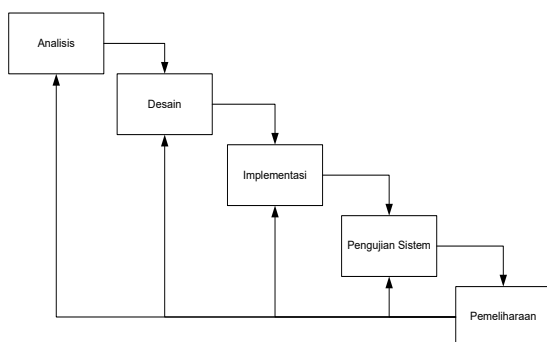 Analisis
Desain
Implementasi
Pengujian Sistem
Pemeliharaan